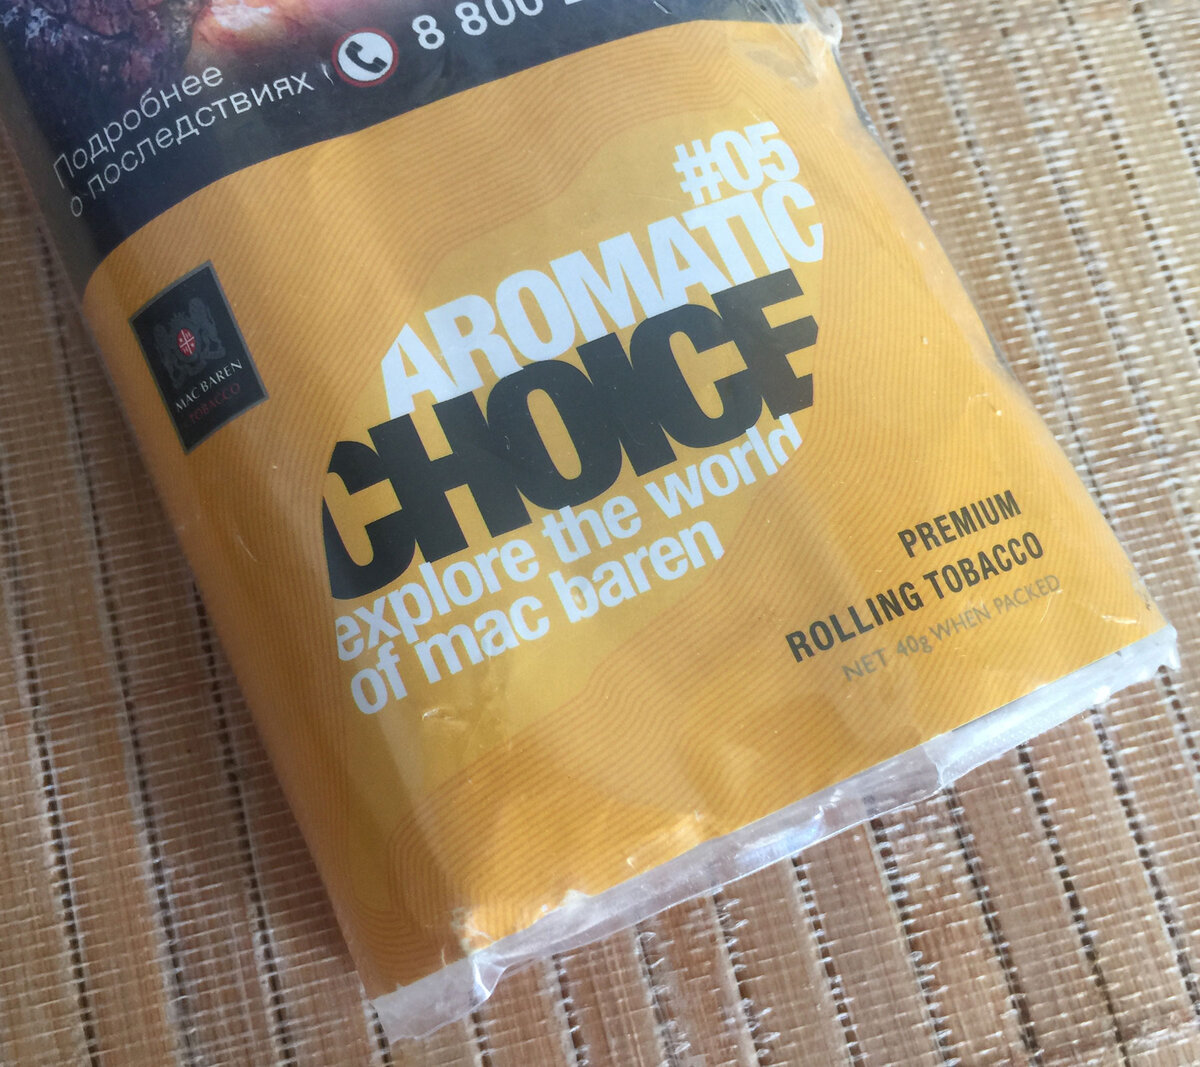 Подробнее
о последствиях
8 800
#05
AROMATIC
CHOICE
explore the world
of mac baren
MAC BAREN
TOBACCO
PREMIUM
ROLLING TOBACCO
NET 40g WHEN PACKED